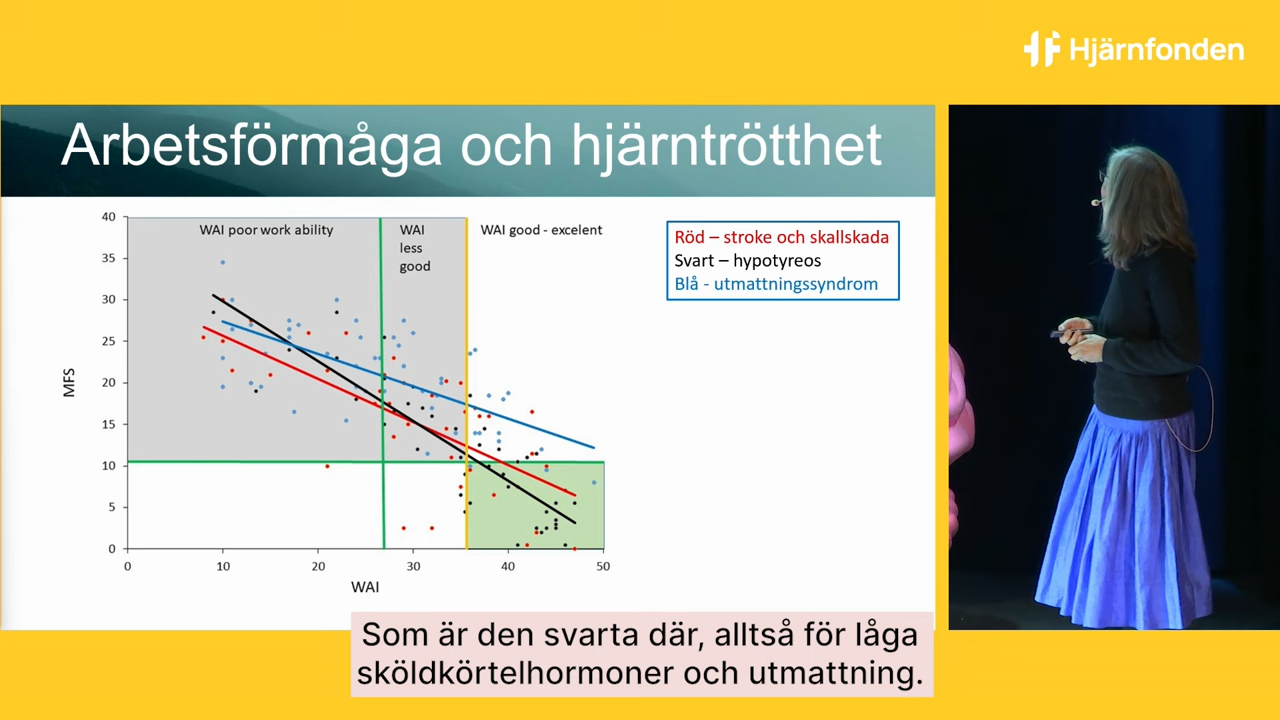 Hjärnfonden
Arbetsförmåga och hjärntrötthet
40
35
30
25
20
15
10
5
0
MFS
WAI poor work ability
WAI
less
good
WAI good - excelent
0
10
20
30
40
50
WAI
Röd – stroke och skallskada
Svart – hypotyreos
Blå - utmattningssyndrom
Som är den svarta där, alltså för låga
sköldkörtelhormoner och utmattning.